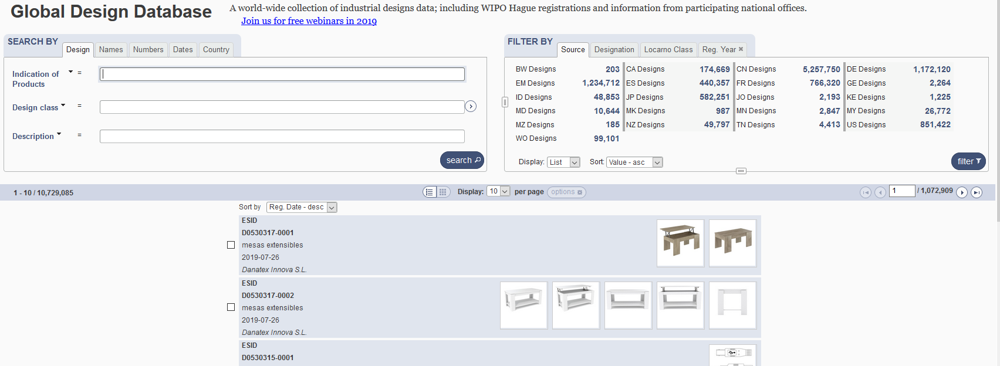 Global Design Database
A world-wide collection of industrial designs data; including WIPO Hague registrations and information from participating national offices.
Join us for free webinars in 2019
SEARCH BY
Design Names Numbers Dates Country
Indication of Products =
Design class =
Description =
search
FILTER BY
Source Designation Locarno Class Reg. Year
BW Designs 203 CA Designs 174,669 CN Designs 5,257,750 DE Designs 1,172,120
EM Designs 1,234,712 ES Designs 440,357 FR Designs 766,320 GE Designs 2,264
ID Designs 48,853 JP Designs 582,251 JO Designs 2,193 KE Designs 1,225
MD Designs 10,644 MK Designs 987 MN Designs 2,847 MY Designs 26,772
MZ Designs 185 NZ Designs 49,797 TN Designs 4,413 US Designs 851,422
WO Designs 99,101
Display: List Sort: Value - asc
filter
1 - 10 / 10,729,085 Display: 10 per page options 1 / 1,072,909
Sort by Reg. Date - desc
ESID
D0530317-0001
mesas extensibles
2019-07-26
Danatex Innova S.L.
ESID
D0530317-0002
mesas extensibles
2019-07-26
Danatex Innova S.L.
ESID
D0530315-0001